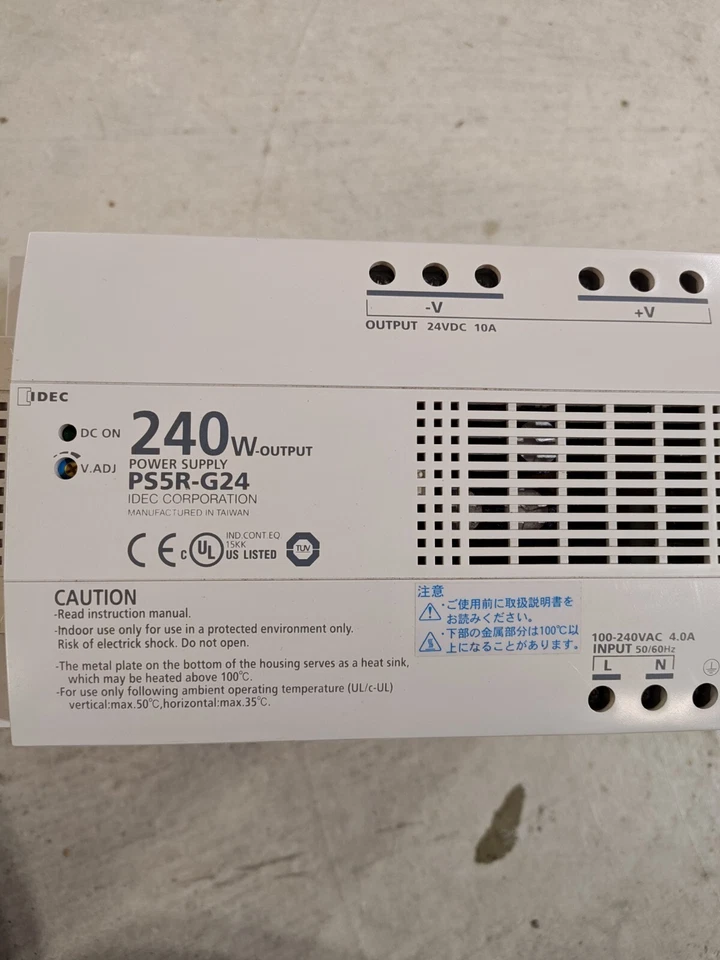 -V
+V
OUTPUT 24VDC 10A
IDEC
DC ON
V.ADJ
240W-OUTPUT
POWER SUPPLY
PS5R-G24
IDEC CORPORATION
MANUFACTURED IN TAIWAN
CE
c UL US LISTED
IND.CONT.EQ
15KK
TUV
CAUTION
-Read instruction manual.
-Indoor use only for use in a protected environment only.
Risk of electrick shock. Do not open.
-The metal plate on the bottom of the housing serves as a heat sink,
which may be heated above 100℃.
-For use only following ambient operating temperature (UL/c-UL)
vertical:max.50℃,horizontal:max.35℃.
注意
・ご使用前に取扱説明書を
お読みください。
・下部の金属部分は100℃以
上になることがあります。
100-240VAC 4.0A
INPUT 50/60Hz
L N